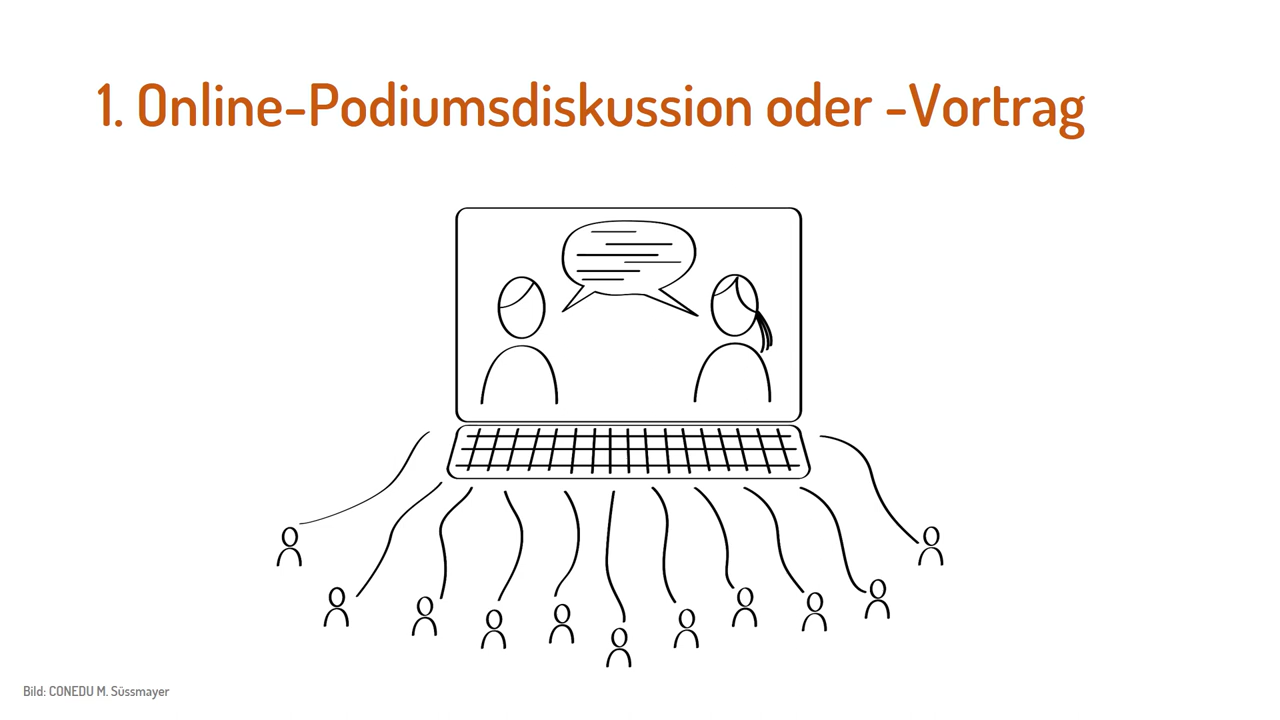 1. Online-Podiumsdiskussion oder -Vortrag
Bild: CONEDU M. Süssmayer